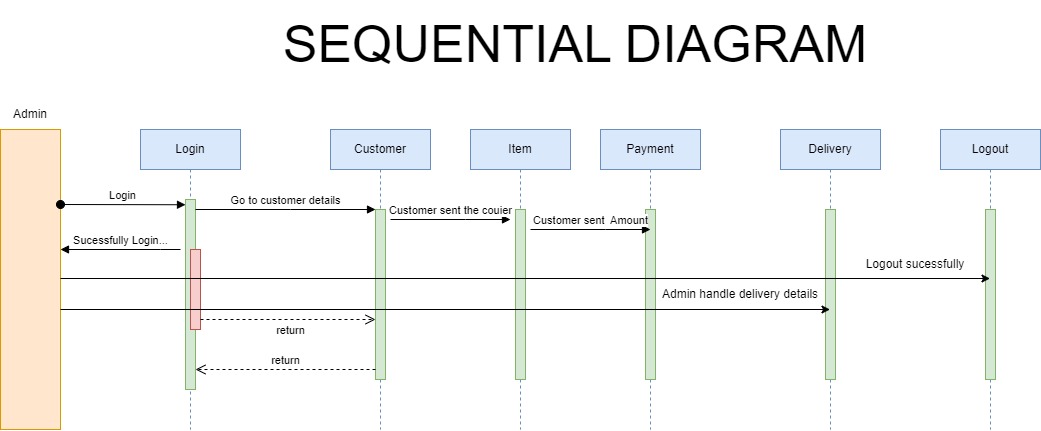 SEQUENTIAL DIAGRAM
Admin
Login
Customer
Item
Payment
Delivery
Logout
Login
Go to customer details
Customer sent the couier
Customer sent  Amount
Sucessfully Login...
Logout sucessfully
Admin handle delivery details
return
return